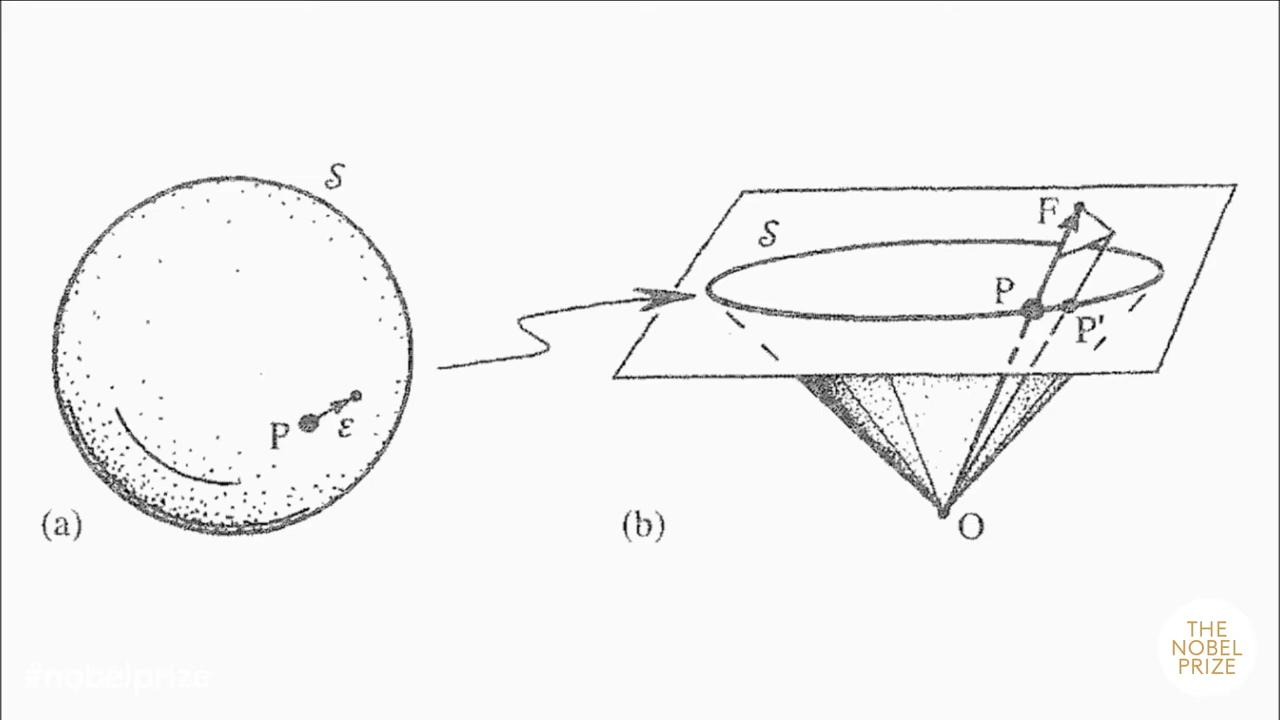 𝒮
P
ε
(a)
𝒮
F
P
P'
O
(b)
#nobelprize
THE
NOBEL
PRIZE